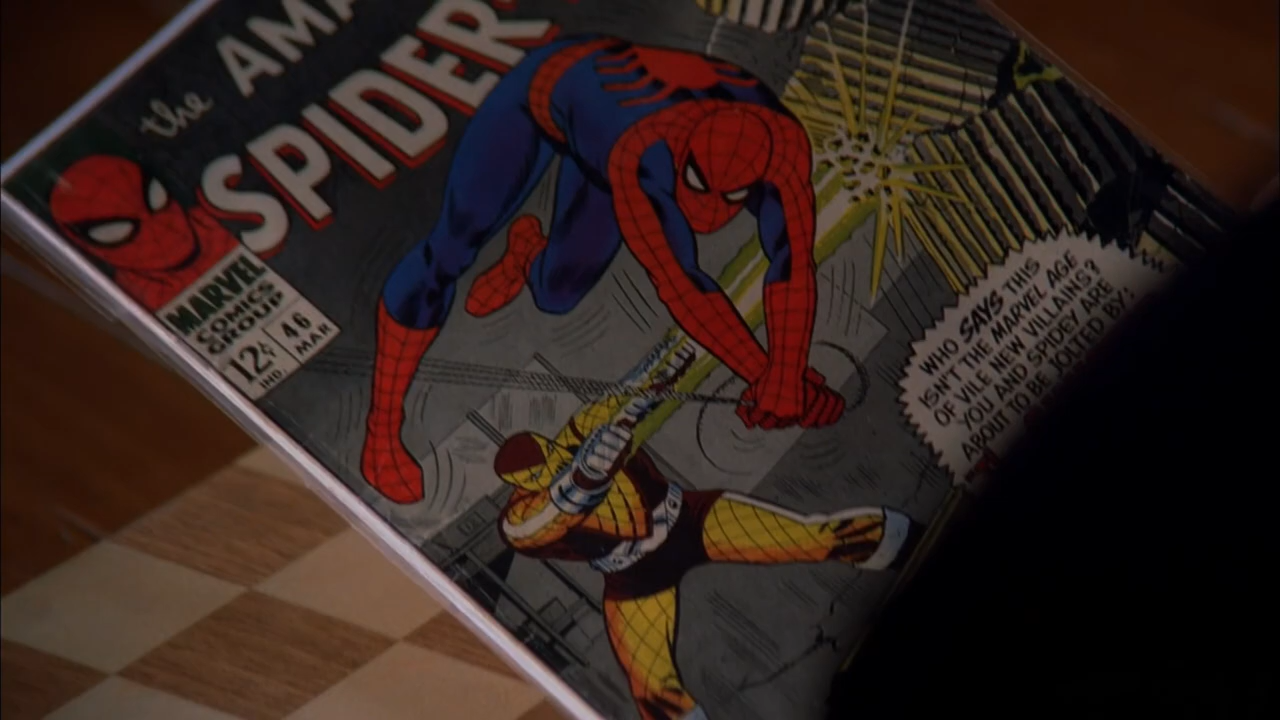 the AMA
SPIDER
MARVEL
COMICS
GROUP
12¢
IND.
46
MAR
WHO SAYS THIS
ISN'T THE MARVEL AGE
OF VILE NEW VILLAINS?
YOU AND SPIDEY ARE
ABOUT TO BE JOLTED BY: